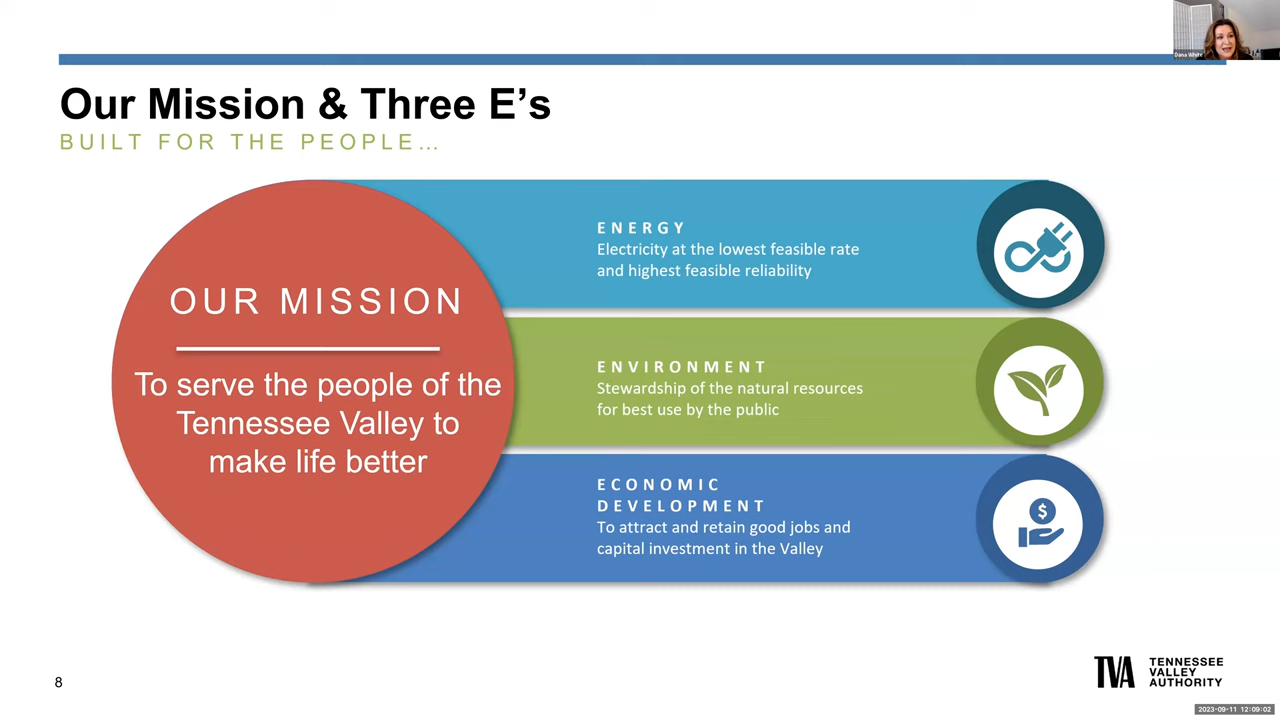 Dana White
Our Mission & Three E’s
BUILT FOR THE PEOPLE…
OUR MISSION
To serve the people of the
Tennessee Valley to
make life better
ENERGY
Electricity at the lowest feasible rate
and highest feasible reliability
ENVIRONMENT
Stewardship of the natural resources
for best use by the public
ECONOMIC
DEVELOPMENT
To attract and retain good jobs and
capital investment in the Valley
$
8
TVA
TENNESSEE
VALLEY
AUTHORITY
2023-09-11 12:09:02